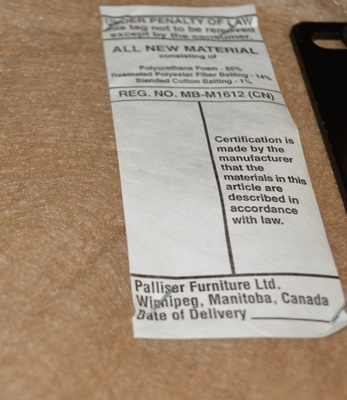 UNDER PENALTY OF LAW
this tag not to be removed
except by the consumer.
ALL NEW MATERIAL
consisting of
Polyurethane Foam - 85%
Resinated Polyester Fiber Batting - 14%
Blended Cotton Batting - 1%
REG. NO. MB-M1612 (CN)
Certification is
made by the
manufacturer
that the
materials in this
article are
described in
accordance
with law.
Palliser Furniture Ltd.
Winnipeg, Manitoba, Canada
Date of Delivery